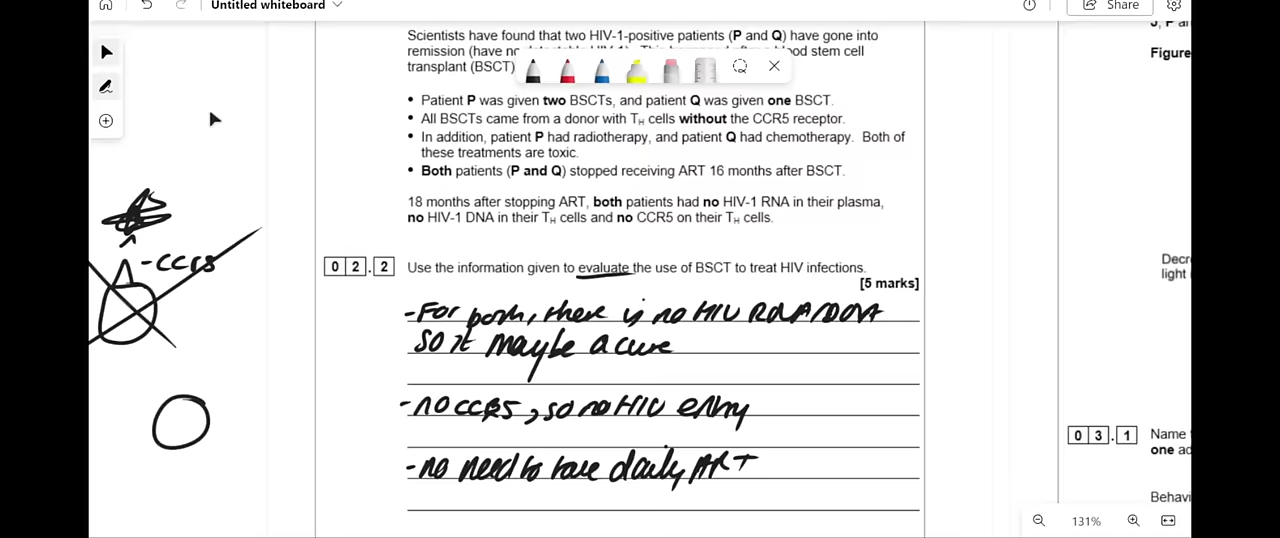 Untitled whiteboard
Share
Scientists have found that two HIV-1-positive patients (P and Q) have gone into
remission (have no
ood stem cell
transplant (BSCT)
• Patient P was given two BSCTs, and patient Q was given one BSCT.
• All BSCTs came from a donor with TH cells without the CCR5 receptor.
• In addition, patient P had radiotherapy, and patient Q had chemotherapy. Both of
these treatments are toxic.
• Both patients (P and Q) stopped receiving ART 16 months after BSCT.
18 months after stopping ART, both patients had no HIV-1 RNA in their plasma,
no HIV-1 DNA in their TH cells and no CCR5 on their TH cells.
02.2 Use the information given to evaluate the use of BSCT to treat HIV infections.
[5 marks]
-For both, there is no HIV RNA/DNA
so it maybe a cure
-no CCR5, so no HIV entry
-no need to take daily ART
-CCR5
Figure
Decr
light
03.1 Name
one ad
Behavi
131%